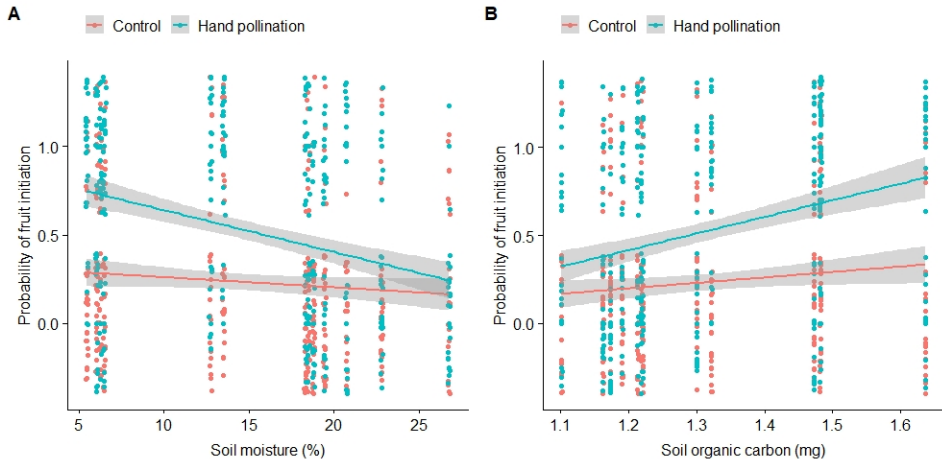 A
Control Hand pollination
Probability of fruit initiation
1.0
0.5
0.0
5 10 15 20 25
Soil moisture (%)
B
Control Hand pollination
Probability of fruit initiation
1.0
0.5
0.0
1.1 1.2 1.3 1.4 1.5 1.6
Soil organic carbon (mg)